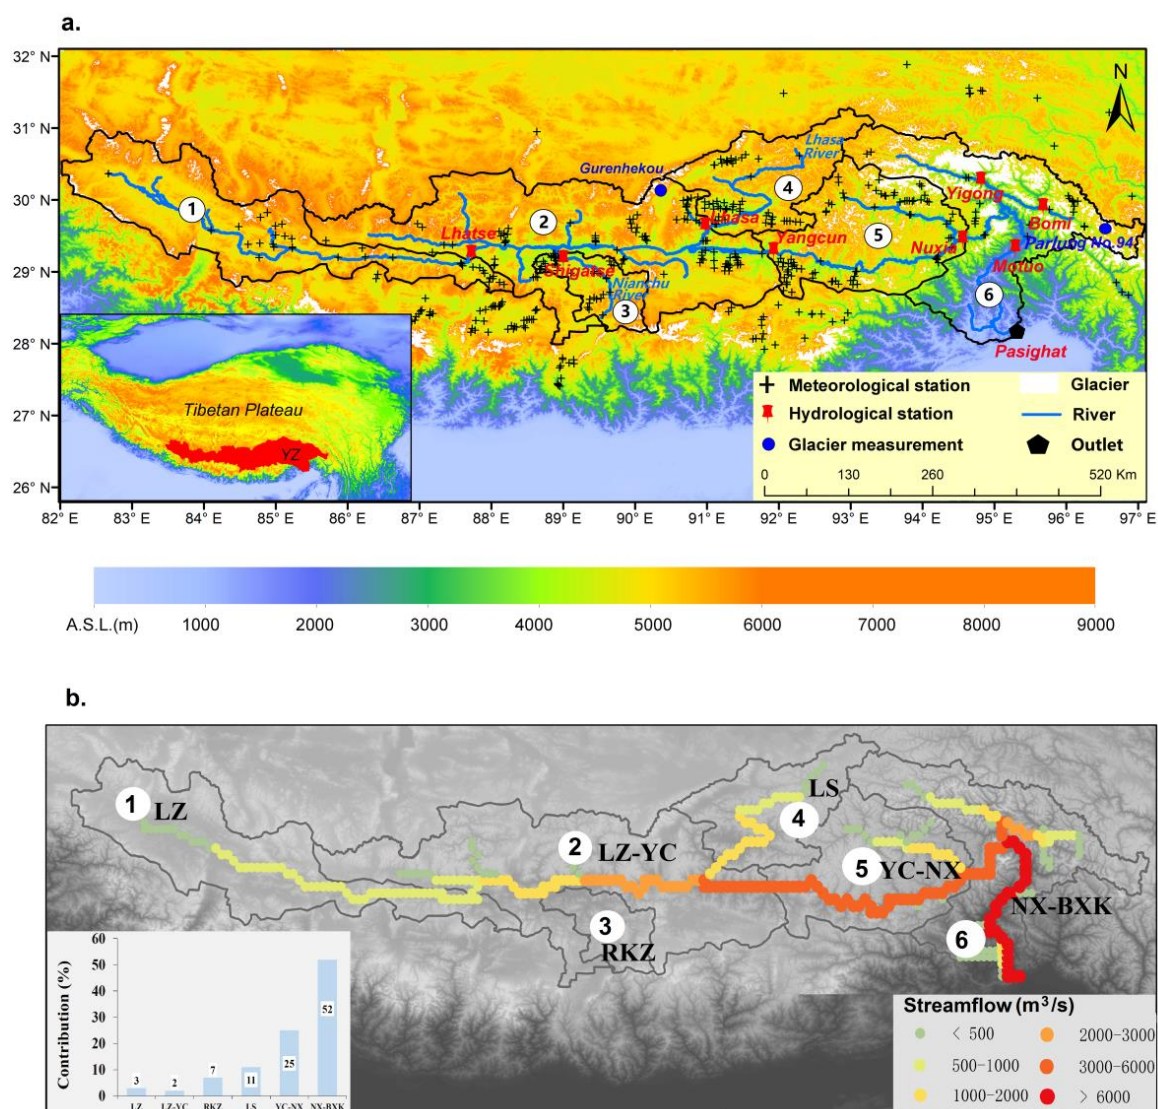 a.
32° N
31° N
30° N
29° N
28° N
27° N
26° N
N
Lhasa
River
Gurenhekou
1
2
4
Yigong
Lhasa
Bomi
Lhatse
Yangcun
5
Nuxia
Parlung No.94
Shigatse
Motuo
Nianchu
River
3
6
Pasighat
Tibetan Plateau
YZ
Meteorological station
Glacier
Hydrological station
River
Glacier measurement
Outlet
0 130 260 520 Km
82° E 83° E 84° E 85° E 86° E 87° E 88° E 89° E 90° E 91° E 92° E 93° E 94° E 95° E 96° E 97° E
A.S.L.(m) 1000 2000 3000 4000 5000 6000 7000 8000 9000
b.
1 LZ
LS
4
2 LZ-YC
5 YC-NX
NX-BXK
3
RKZ
6
Contribution (%)
60
50
40
30
20
10
0
3 2 7 11 25 52
LZ LZ-YC RKZ LS YC-NX NX-BXK
Streamflow (m³/s)
< 500 2000-3000
500-1000 3000-6000
1000-2000 > 6000